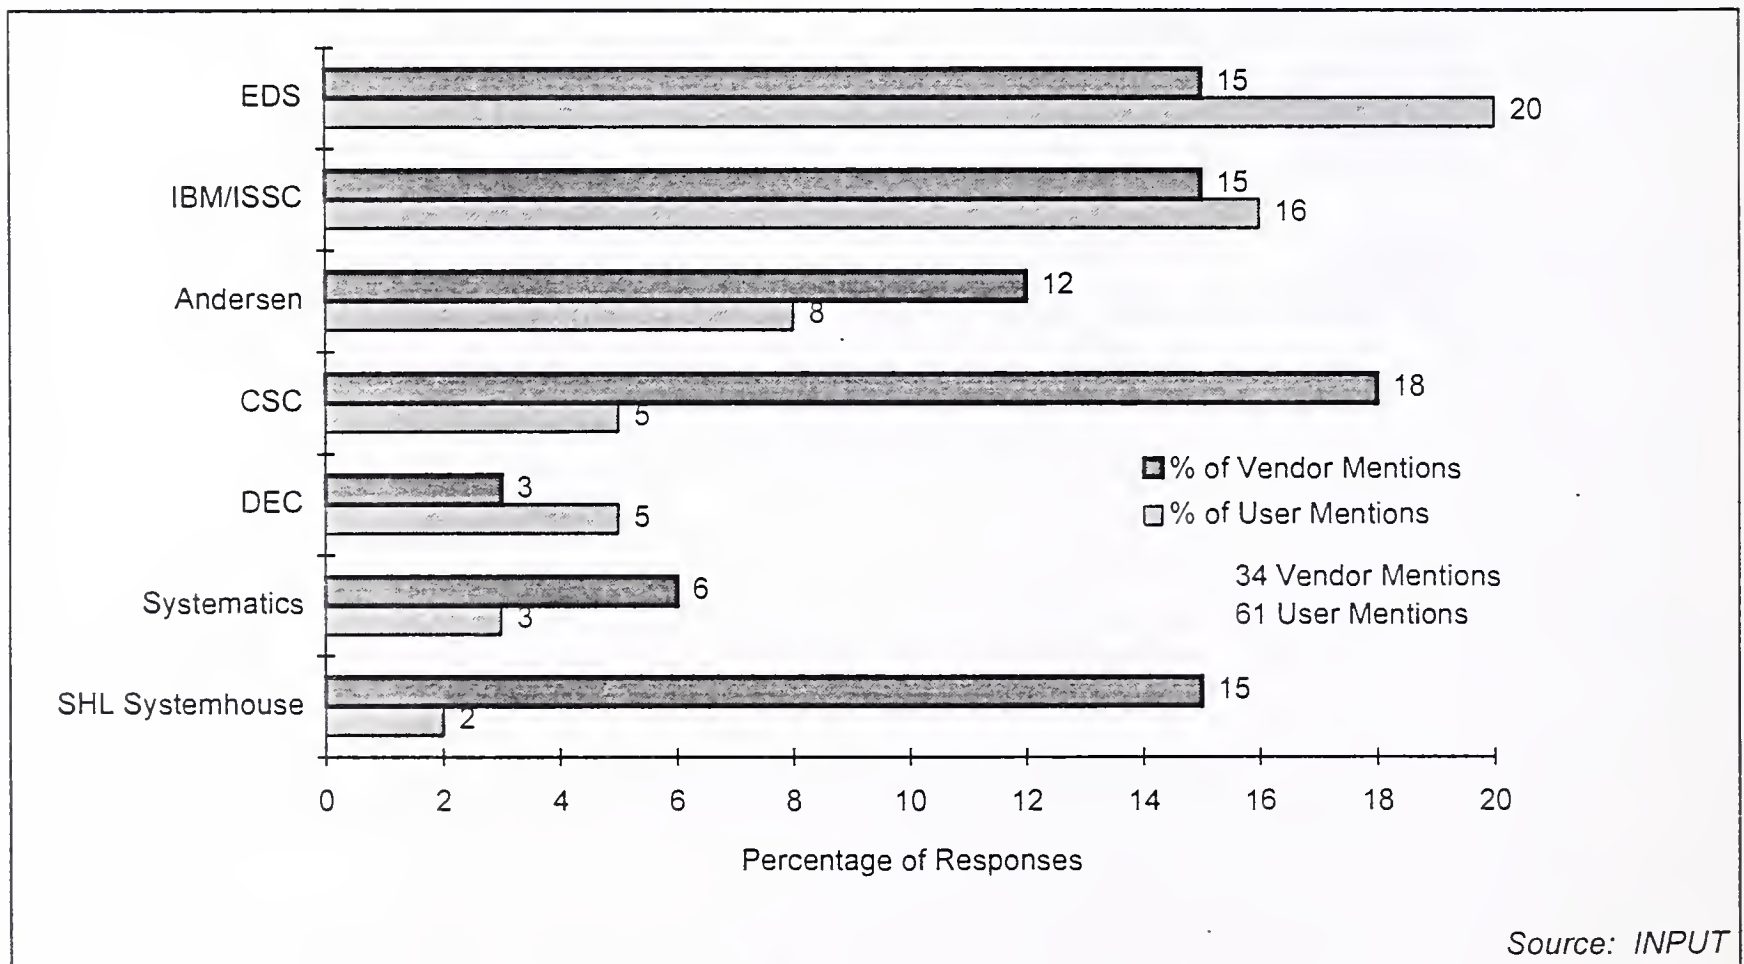 EDS
15
20
IBM/ISSC
15
16
Andersen
12
8
CSC
18
5
DEC
3
5
Systematics
6
3
SHL Systemhouse
15
2
% of Vendor Mentions
% of User Mentions
34 Vendor Mentions
61 User Mentions
0 2 4 6 8 10 12 14 16 18 20
Percentage of Responses
Source: INPUT